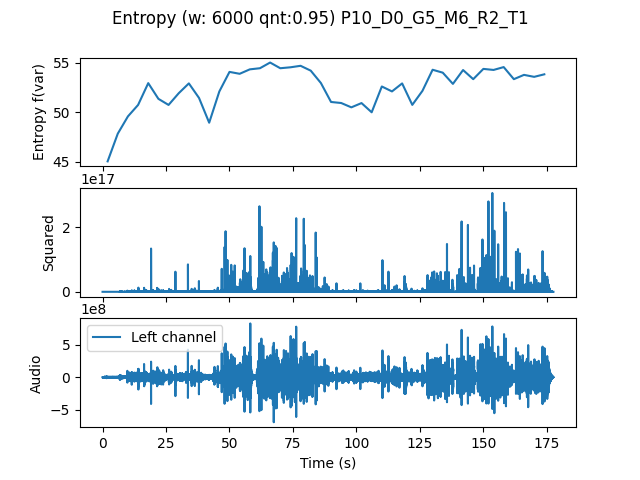 Entropy (w: 6000 qnt:0.95) P10_D0_G5_M6_R2_T1
55
50
45
Entropy f(var)
1e17
2
0
Squared
1e8
Left channel
5
0
−5
Audio
0 25 50 75 100 125 150 175
Time (s)